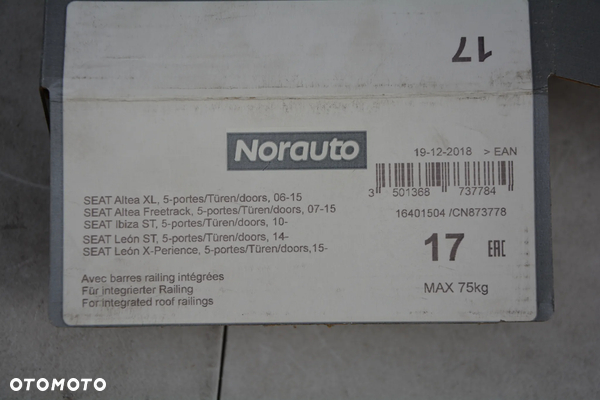 17
Norauto
19-12-2018 > EAN
3 501368 737784
16401504 /CN873778
SEAT Altea XL, 5-portes/Türen/doors, 06-15
SEAT Altea Freetrack, 5-portes/Türen/doors, 07-15
SEAT Ibiza ST, 5-portes/Türen/doors, 10-
SEAT León ST, 5-portes/Türen/doors, 14-
SEAT León X-Perience, 5-portes/Türen/doors,15-
17 EAC
Avec barres railing intégrées
Für integrierter Railing
For integrated roof railings
MAX 75kg
OTOMOTO